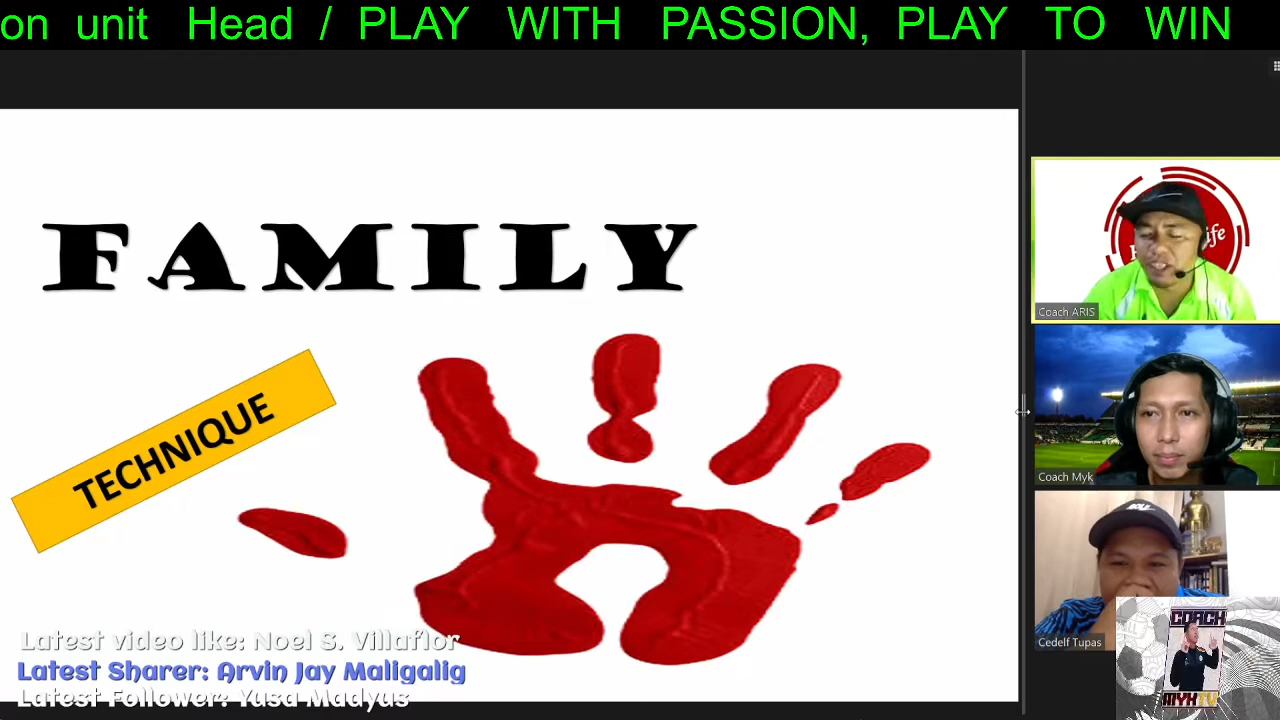 on unit Head / PLAY WITH PASSION, PLAY TO WIN
FAMILY
TECHNIQUE
Coach ARIS
Coach Myk
Cedelf Tupas
Latest video like: Noel S. Villaflor
Latest Sharer: Arvin Jay Maligalig
Latest Follower: Yusa Madyus
COACH
MYKTV